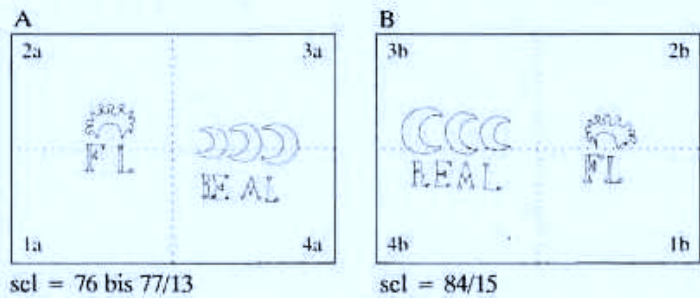 A
B
2a 3a
3b 2b
FL
BE AL
REAL
FL
1a 4a
4b 1b
scl = 76 bis 77/13
scl = 84/15